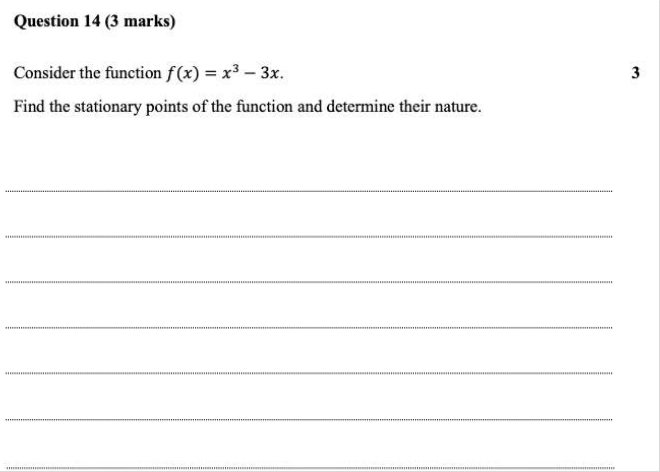 Question 14 (3 marks)
Consider the function f(x) = x³ − 3x. 3
Find the stationary points of the function and determine their nature.